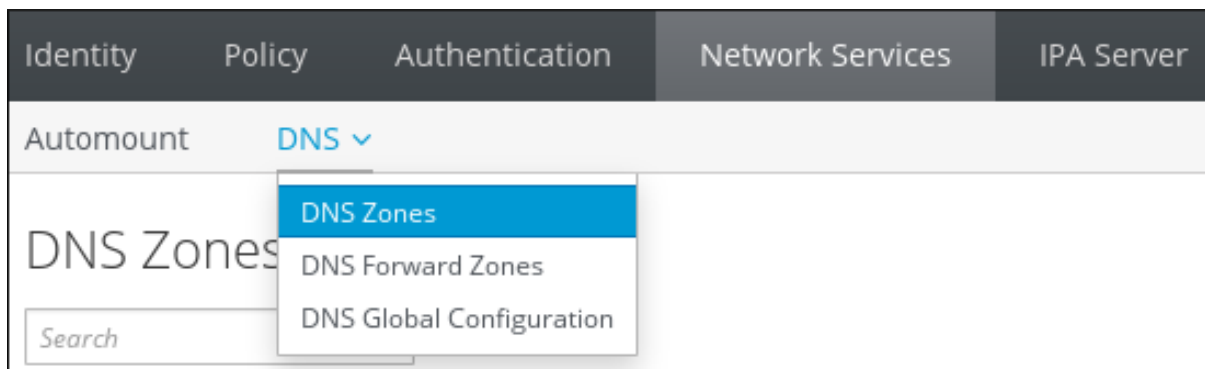 Identity Policy Authentication Network Services IPA Server
Automount DNS
DNS Zones
DNS Zones
DNS Forward Zones
DNS Global Configuration
Search